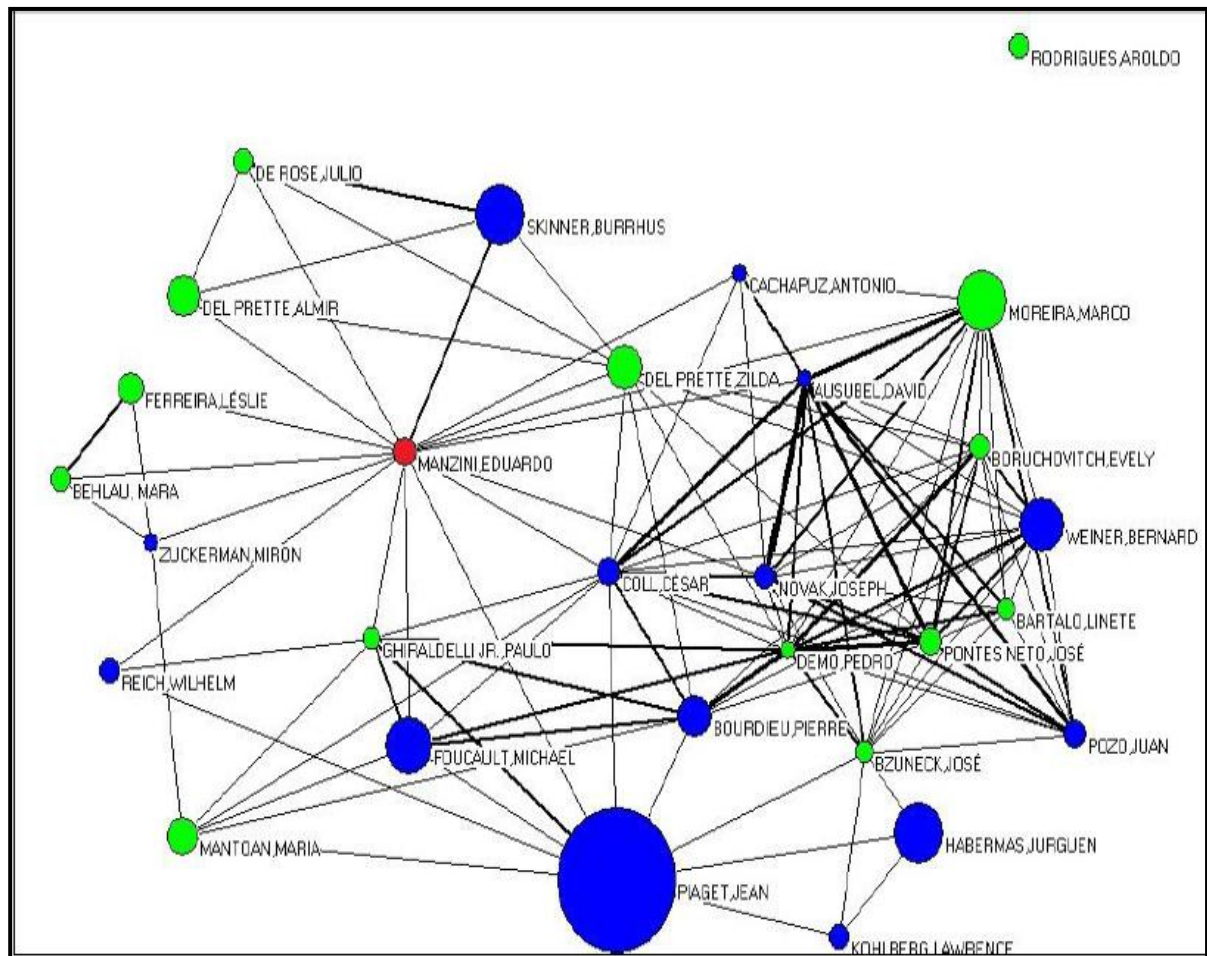 RODRIGUES,AROLDO
DE ROSE,JULIO
SKINNER,BURRHUS
CACHAPUZ,ANTONIO
DEL PRETTE,ALMIR
MOREIRA,MARCO
DEL PRETTE,ZILDA
AUSUBEL,DAVID
FERREIRA,LÉSLIE
BORUCHOVITCH,EVELY
MANZINI,EDUARDO
BEHLAU, MARA
WEINER,BERNARD
ZUCKERMAN,MIRON
COLL,CÉSAR
NOVAK,JOSEPH
BARTALO,LINETE
GHIRALDELLI JR.,PAULO
DEMO,PEDRO
PONTES NETO,JOSÉ
REICH,WILHELM
BOURDIEU,PIERRE
POZO,JUAN
FOUCAULT,MICHAEL
BZUNECK,JOSÉ
MANTOAN,MARIA
HABERMAS,JURGUEN
PIAGET,JEAN
KOHLBERG,LAWRENCE